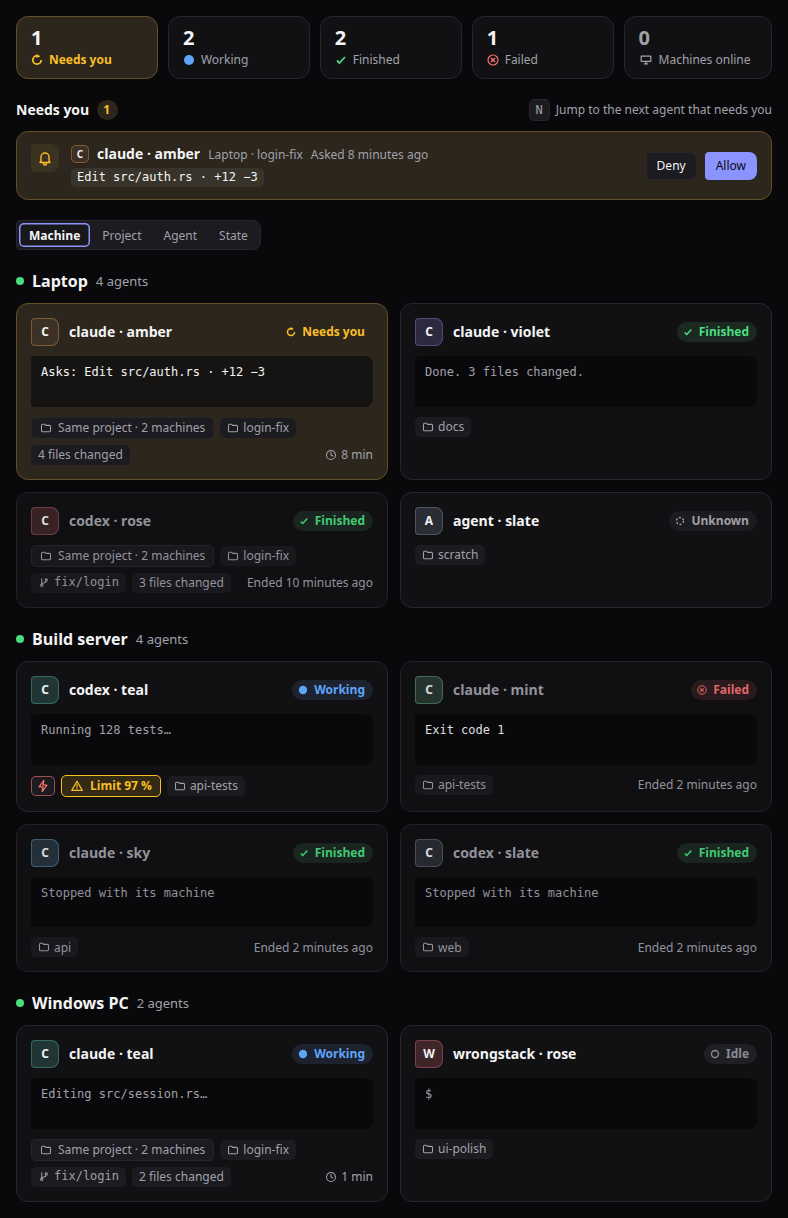 1
Needs you
2
Working
2
Finished
1
Failed
0
Machines online
Needs you 1
N Jump to the next agent that needs you
C claude · amber Laptop · login-fix Asked 8 minutes ago
Edit src/auth.rs · +12 −3
Deny Allow
Machine Project Agent State
Laptop 4 agents
C claude · amber Needs you
Asks: Edit src/auth.rs · +12 −3
Same project · 2 machines login-fix
4 files changed 8 min
C claude · violet Finished
Done. 3 files changed.
docs
C codex · rose Finished
Same project · 2 machines login-fix
fix/login 3 files changed Ended 10 minutes ago
A agent · slate Unknown
scratch
Build server 4 agents
C codex · teal Working
Running 128 tests…
Limit 97 % api-tests
C claude · mint Failed
Exit code 1
api-tests Ended 2 minutes ago
C claude · sky Finished
Stopped with its machine
api Ended 2 minutes ago
C codex · slate Finished
Stopped with its machine
web Ended 2 minutes ago
Windows PC 2 agents
C claude · teal Working
Editing src/session.rs…
Same project · 2 machines login-fix
fix/login 2 files changed 1 min
W wrongstack · rose Idle
$
ui-polish